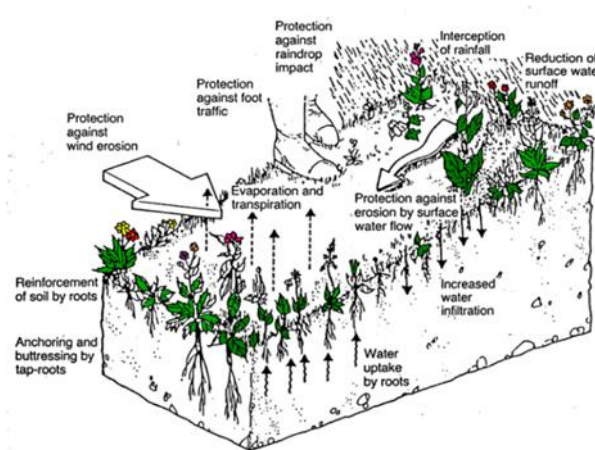 Protection
against
raindrop
impact
Interception
of rainfall
Reduction of
surface water
runoff
Protection
against foot
traffic
Protection
against
wind erosion
Evaporation and
transpiration
Protection against
erosion by surface
water flow
Reinforcement
of soil by roots
Increased
water
infiltration
Anchoring and
buttressing by
tap-roots
Water
uptake
by roots